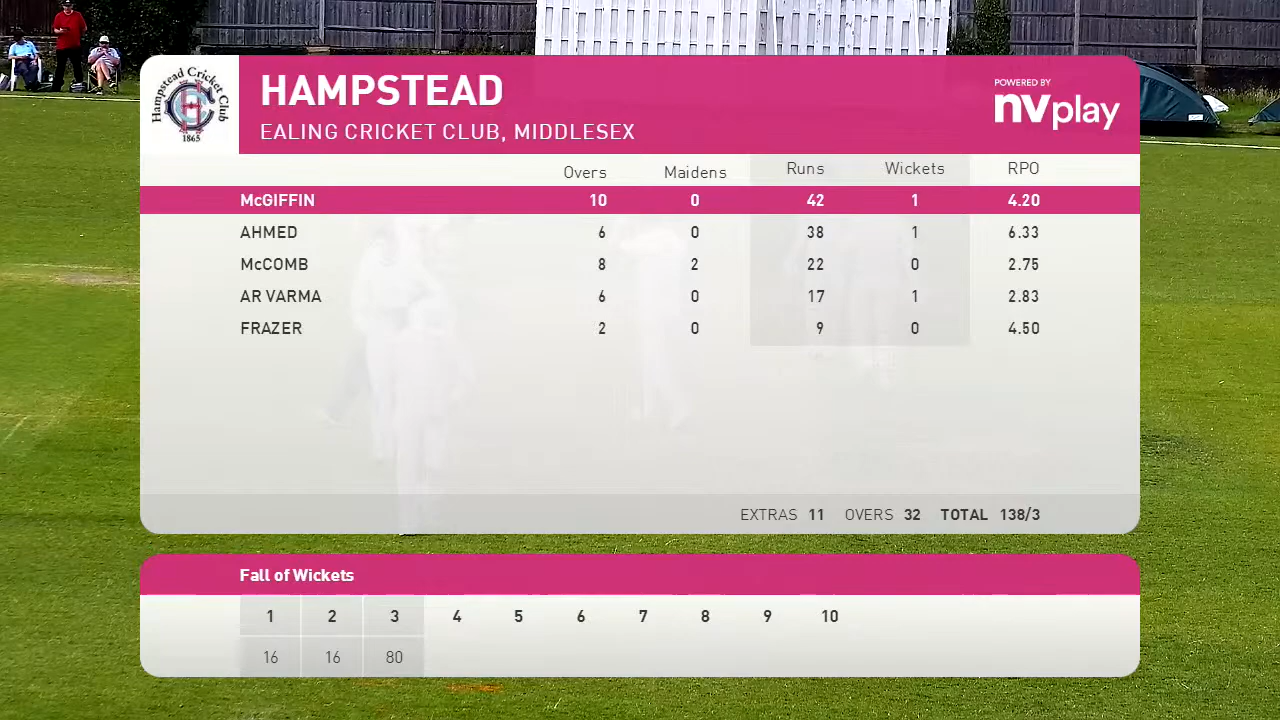 Hampstead Cricket Club
1865
HAMPSTEAD
EALING CRICKET CLUB, MIDDLESEX
POWERED BY
nvplay
Overs Maidens Runs Wickets RPO
McGIFFIN 10 0 42 1 4.20
AHMED 6 0 38 1 6.33
McCOMB 8 2 22 0 2.75
AR VARMA 6 0 17 1 2.83
FRAZER 2 0 9 0 4.50
EXTRAS 11 OVERS 32 TOTAL 138/3
Fall of Wickets
1 2 3 4 5 6 7 8 9 10
16 16 80